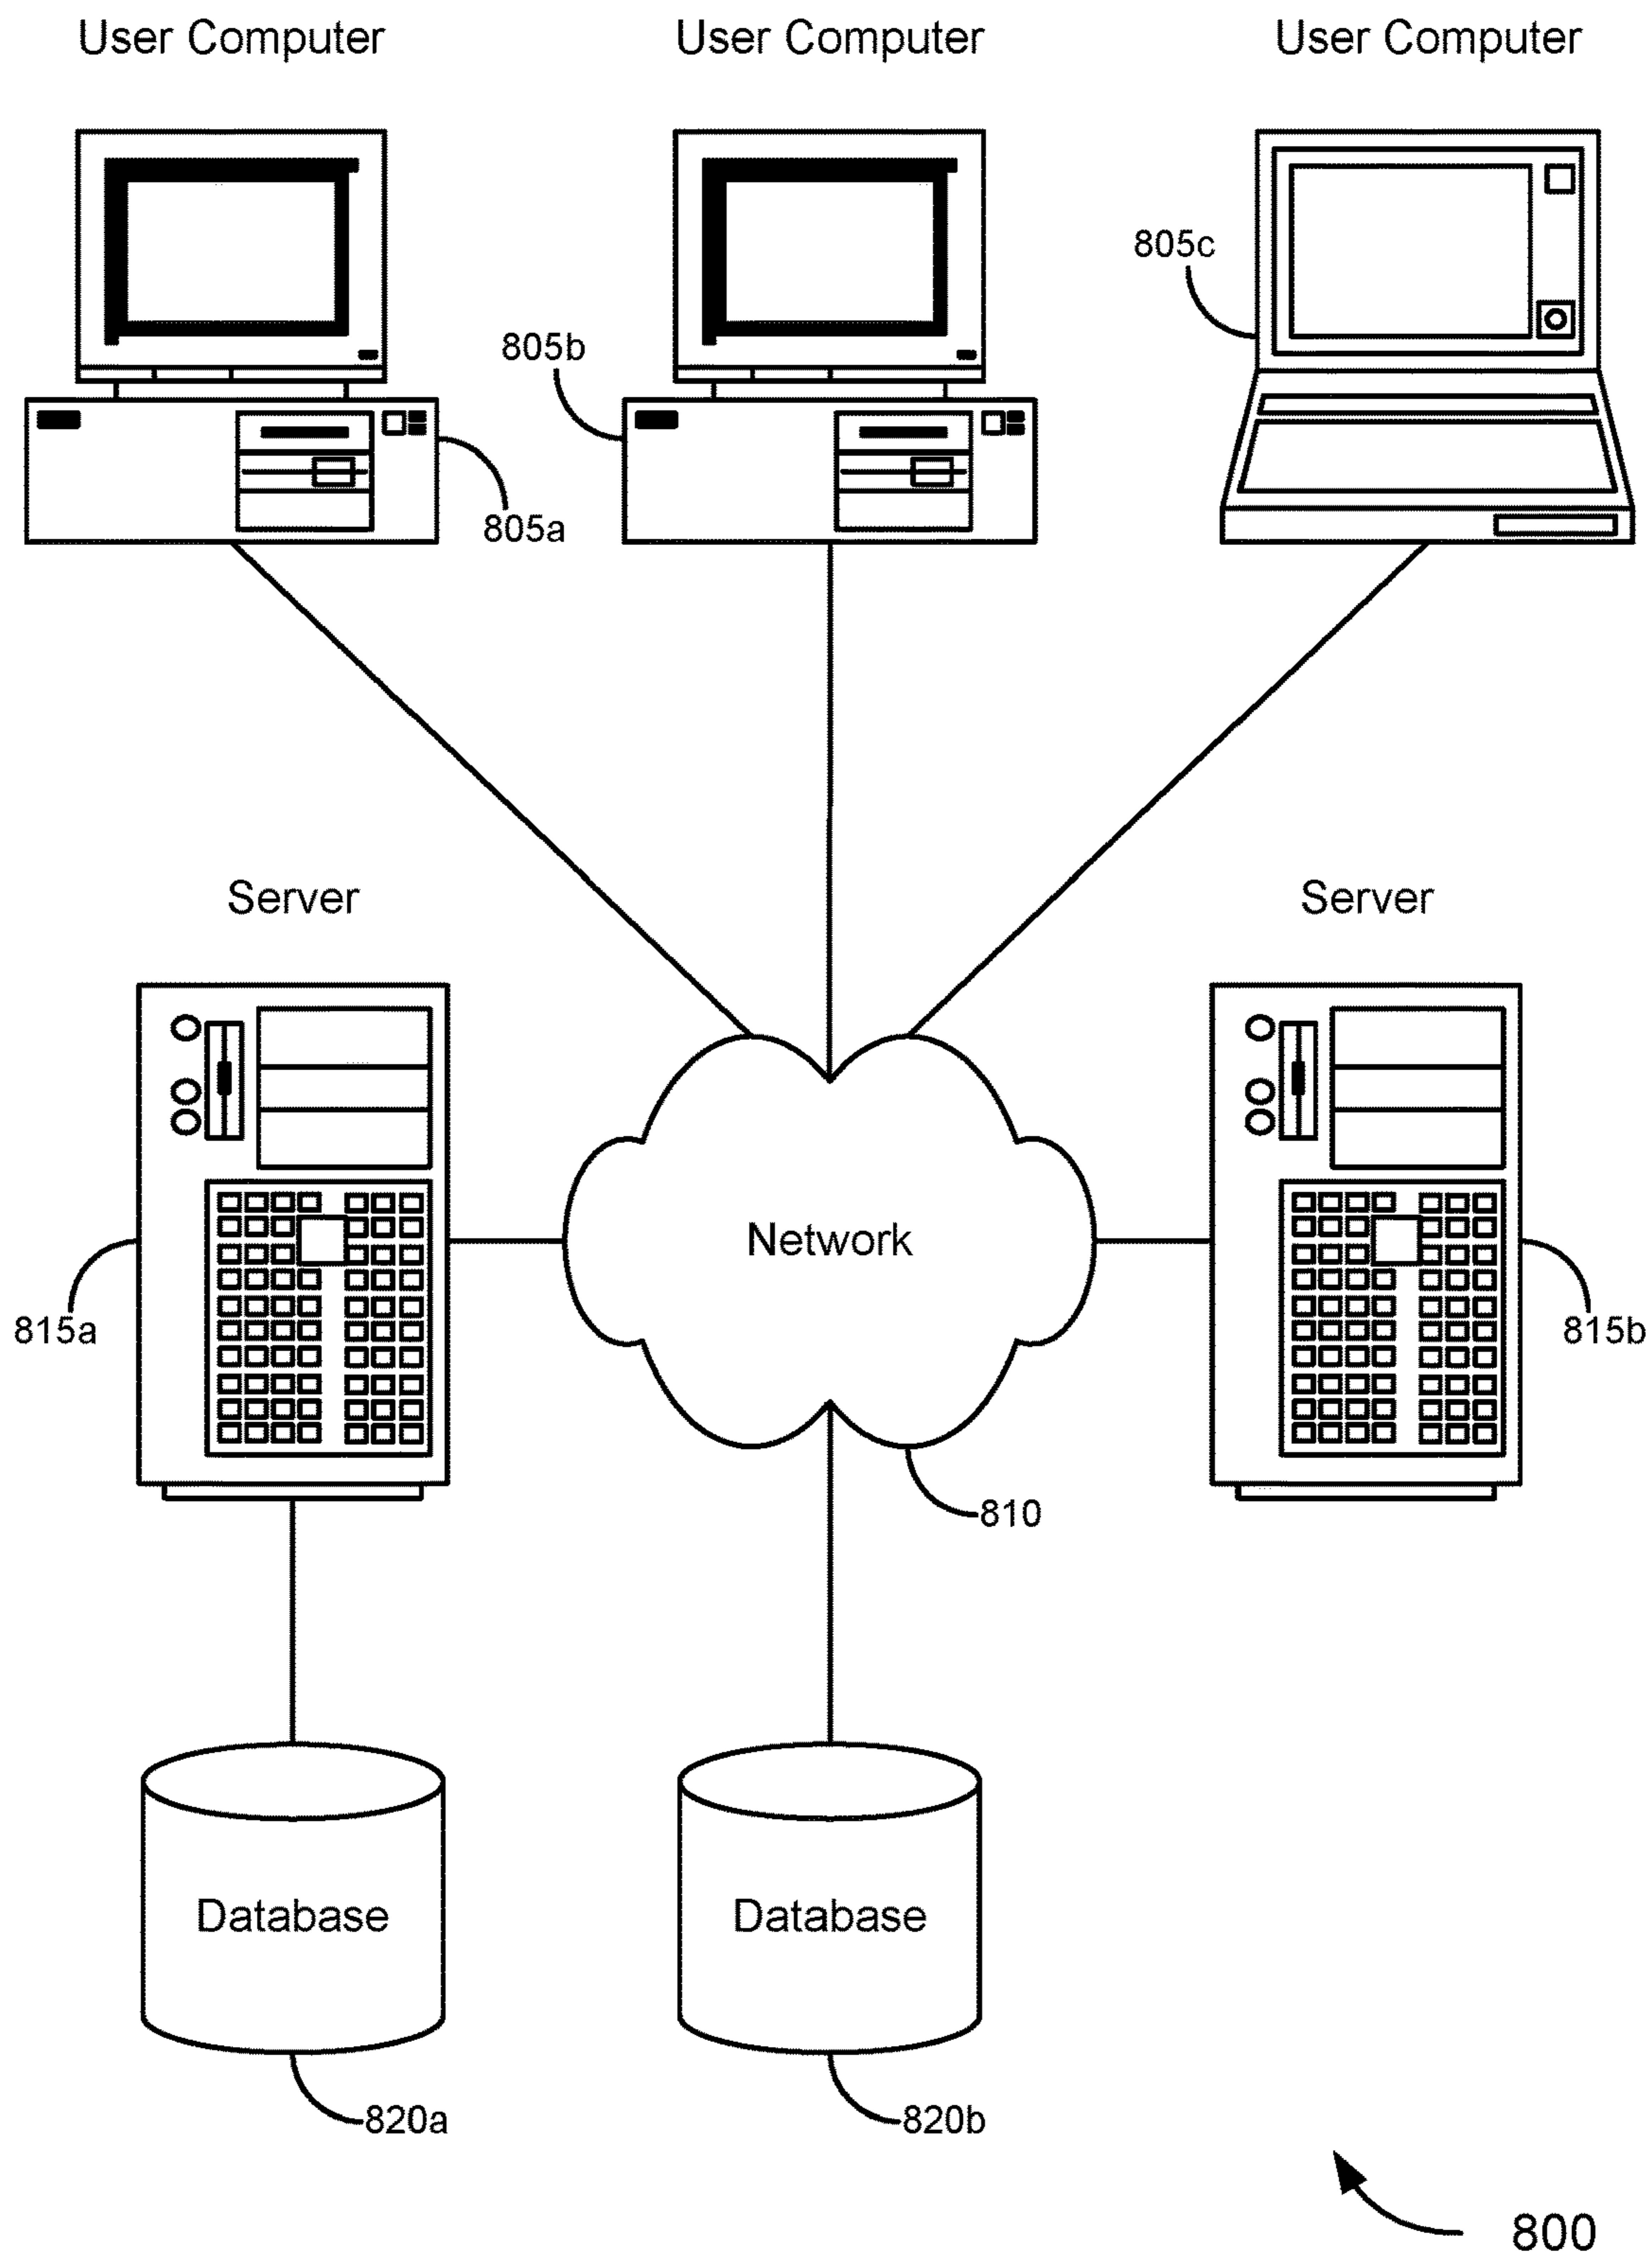 User Computer
User Computer
User Computer
805c
805b
805a
Server
Server
Network
815a
815b
810
Database
Database
820a
820b
800